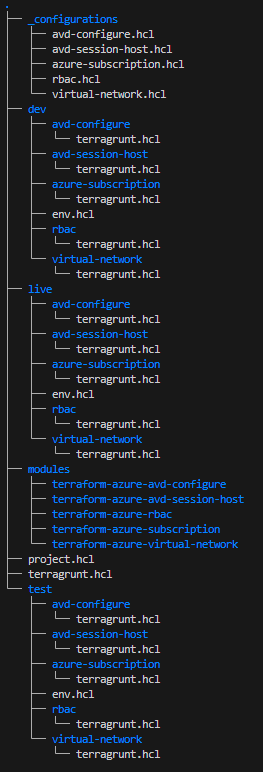 .
├── _configurations
│   ├── avd-configure.hcl
│   ├── avd-session-host.hcl
│   ├── azure-subscription.hcl
│   ├── rbac.hcl
│   └── virtual-network.hcl
├── dev
│   ├── avd-configure
│   │   └── terragrunt.hcl
│   ├── avd-session-host
│   │   └── terragrunt.hcl
│   ├── azure-subscription
│   │   └── terragrunt.hcl
│   ├── env.hcl
│   ├── rbac
│   │   └── terragrunt.hcl
│   └── virtual-network
│       └── terragrunt.hcl
├── live
│   ├── avd-configure
│   │   └── terragrunt.hcl
│   ├── avd-session-host
│   │   └── terragrunt.hcl
│   ├── azure-subscription
│   │   └── terragrunt.hcl
│   ├── env.hcl
│   ├── rbac
│   │   └── terragrunt.hcl
│   └── virtual-network
│       └── terragrunt.hcl
├── modules
│   ├── terraform-azure-avd-configure
│   ├── terraform-azure-avd-session-host
│   ├── terraform-azure-rbac
│   ├── terraform-azure-subscription
│   └── terraform-azure-virtual-network
├── project.hcl
├── terragrunt.hcl
└── test
    ├── avd-configure
    │   └── terragrunt.hcl
    ├── avd-session-host
    │   └── terragrunt.hcl
    ├── azure-subscription
    │   └── terragrunt.hcl
    ├── env.hcl
    ├── rbac
    │   └── terragrunt.hcl
    └── virtual-network
        └── terragrunt.hcl